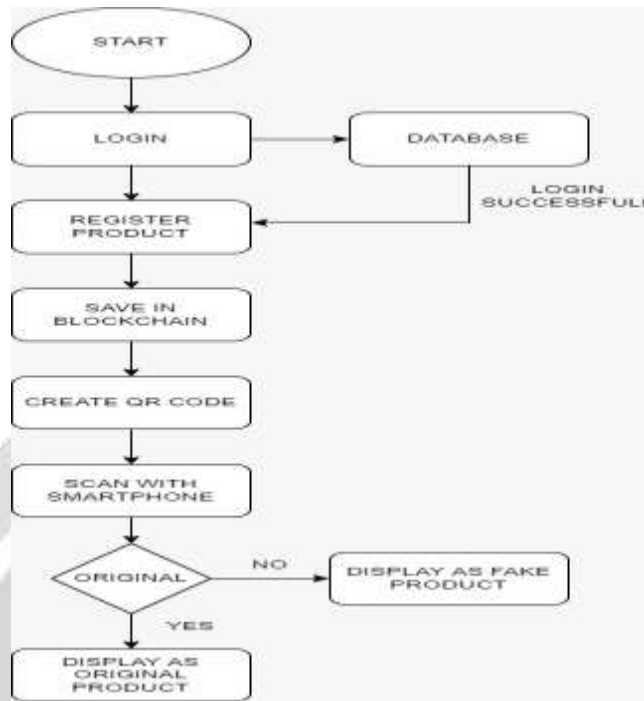 START
LOGIN
DATABASE
LOGIN
SUCCESSFULL
REGISTER
PRODUCT
SAVE IN
BLOCKCHAIN
CREATE QR CODE
SCAN WITH
SMARTPHONE
ORIGINAL
NO
DISPLAY AS FAKE
PRODUCT
YES
DISPLAY AS
ORIGINAL
PRODUCT